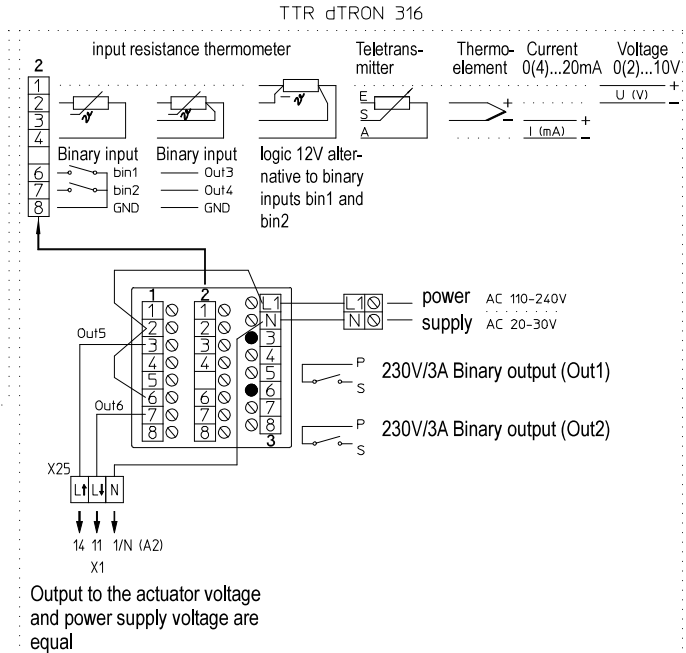 TTR dTRON 316
input resistance thermometer
Teletrans-
mitter
Thermo-
element
Current
0(4)...20mA
Voltage
0(2)...10V
2
1
2
3
4
6
7
8
ϑ
ϑ
ϑ
E
S
A
+
−
I (mA)
+
−
U (V)
+
−
Binary input
bin1
bin2
GND
Binary input
Out3
Out4
GND
logic 12V alter-
native to binary
inputs bin1 and
bin2
1
1
2
3
4
5
6
7
8
2
1
2
3
4
6
7
8
L1
N
3
4
5
6
7
8
3
L1
N
power AC 110-240V
supply AC 20-30V
P
S
230V/3A Binary output (Out1)
P
S
230V/3A Binary output (Out2)
Out5
Out6
X25
L↑ L↓ N
14 11 1/N (A2)
X1
Output to the actuator voltage
and power supply voltage are
equal